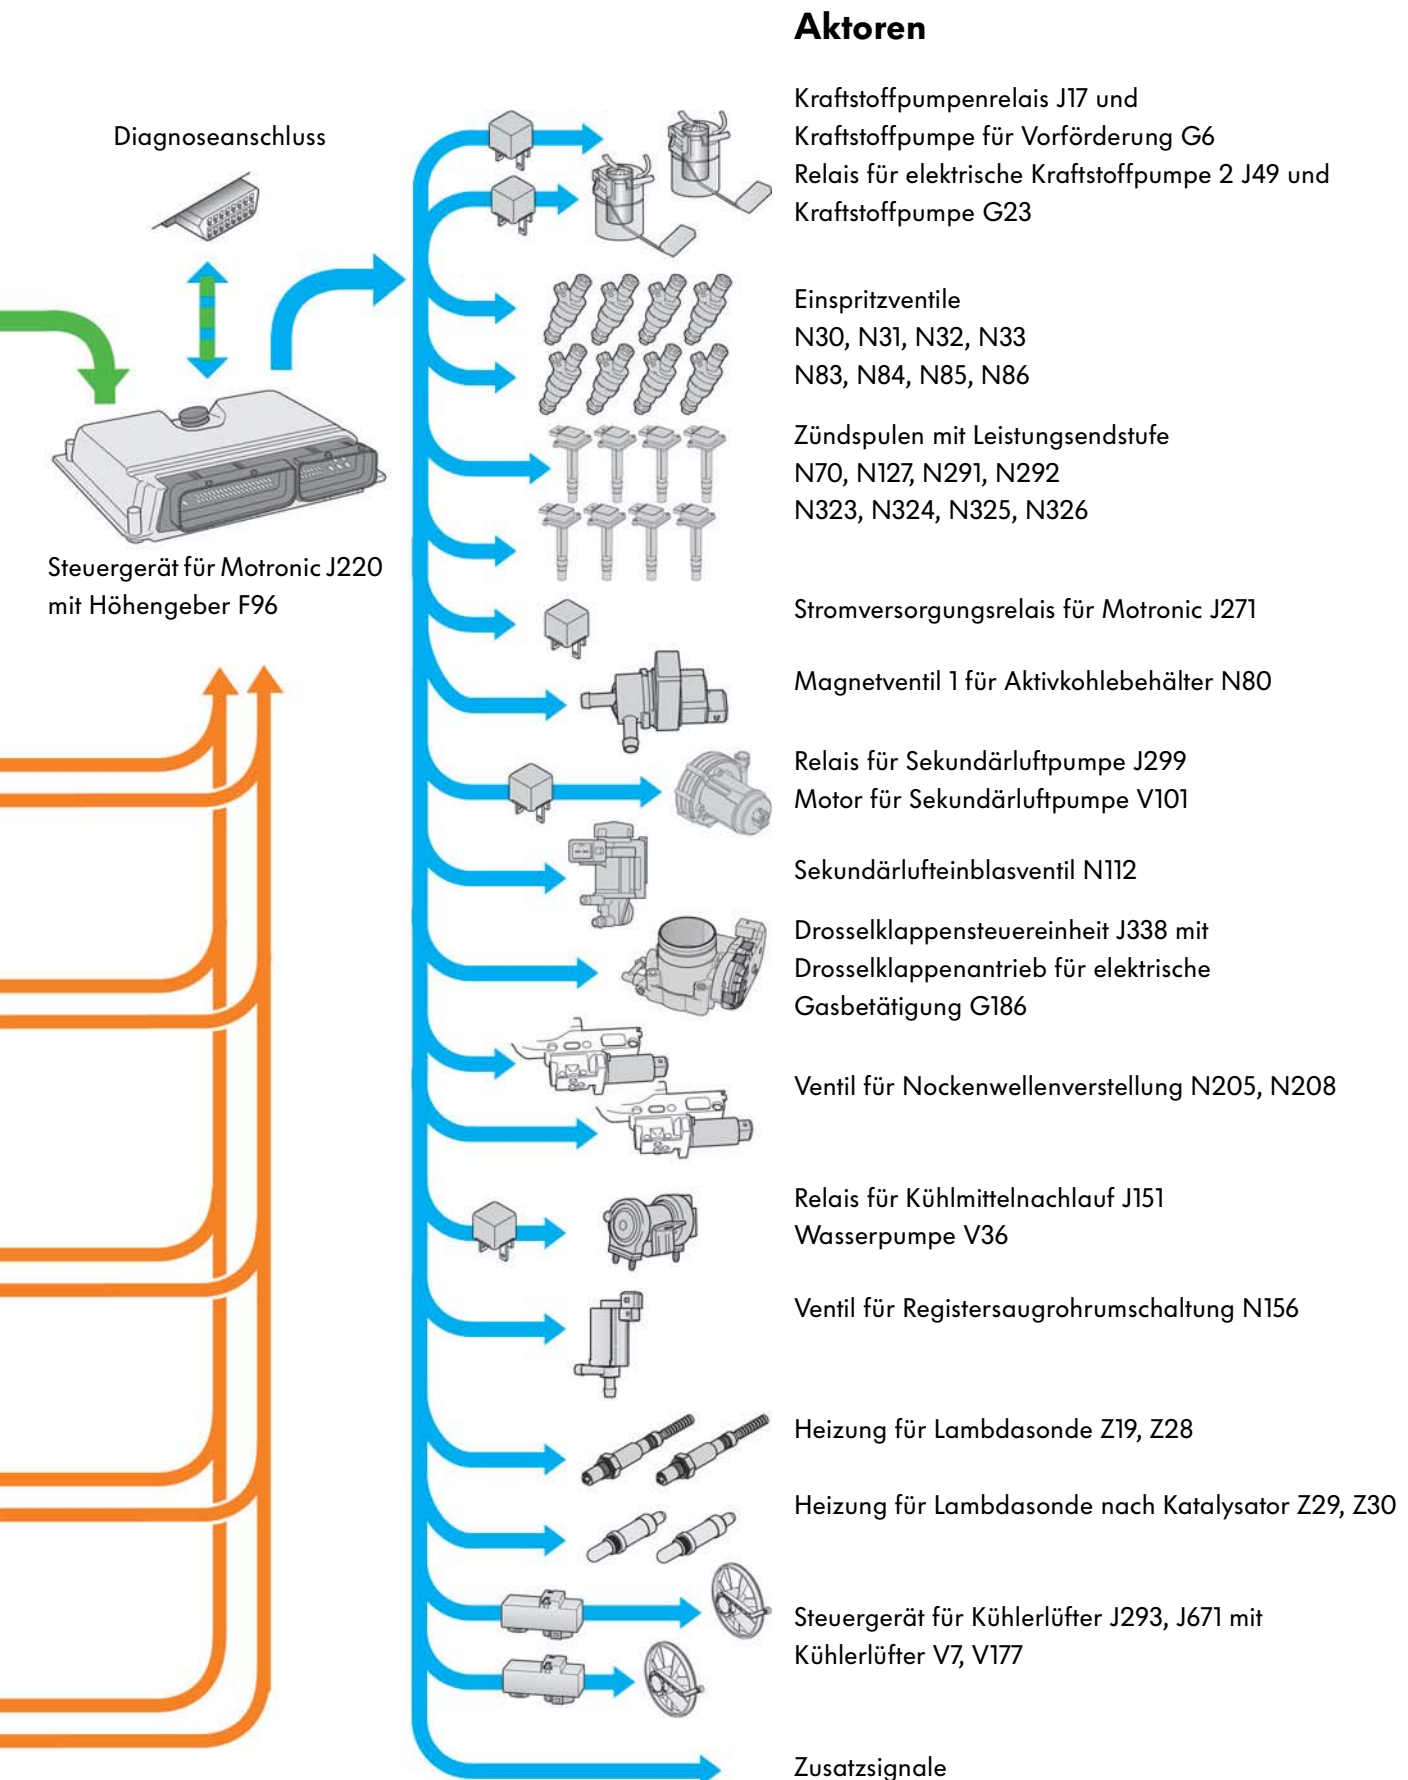 Aktoren
Diagnoseanschluss
Kraftstoffpumpenrelais J17 und
Kraftstoffpumpe für Vorförderung G6
Relais für elektrische Kraftstoffpumpe 2 J49 und
Kraftstoffpumpe G23
Einspritzventile
N30, N31, N32, N33
N83, N84, N85, N86
Zündspulen mit Leistungsendstufe
N70, N127, N291, N292
N323, N324, N325, N326
Steuergerät für Motronic J220
mit Höhengeber F96
Stromversorgungsrelais für Motronic J271
Magnetventil 1 für Aktivkohlebehälter N80
Relais für Sekundärluftpumpe J299
Motor für Sekundärluftpumpe V101
Sekundärlufteinblasventil N112
Drosselklappensteuereinheit J338 mit
Drosselklappenantrieb für elektrische
Gasbetätigung G186
Ventil für Nockenwellenverstellung N205, N208
Relais für Kühlmittelnachlauf J151
Wasserpumpe V36
Ventil für Registersaugrohrumschaltung N156
Heizung für Lambdasonde Z19, Z28
Heizung für Lambdasonde nach Katalysator Z29, Z30
Steuergerät für Kühlerlüfter J293, J671 mit
Kühlerlüfter V7, V177
Zusatzsignale